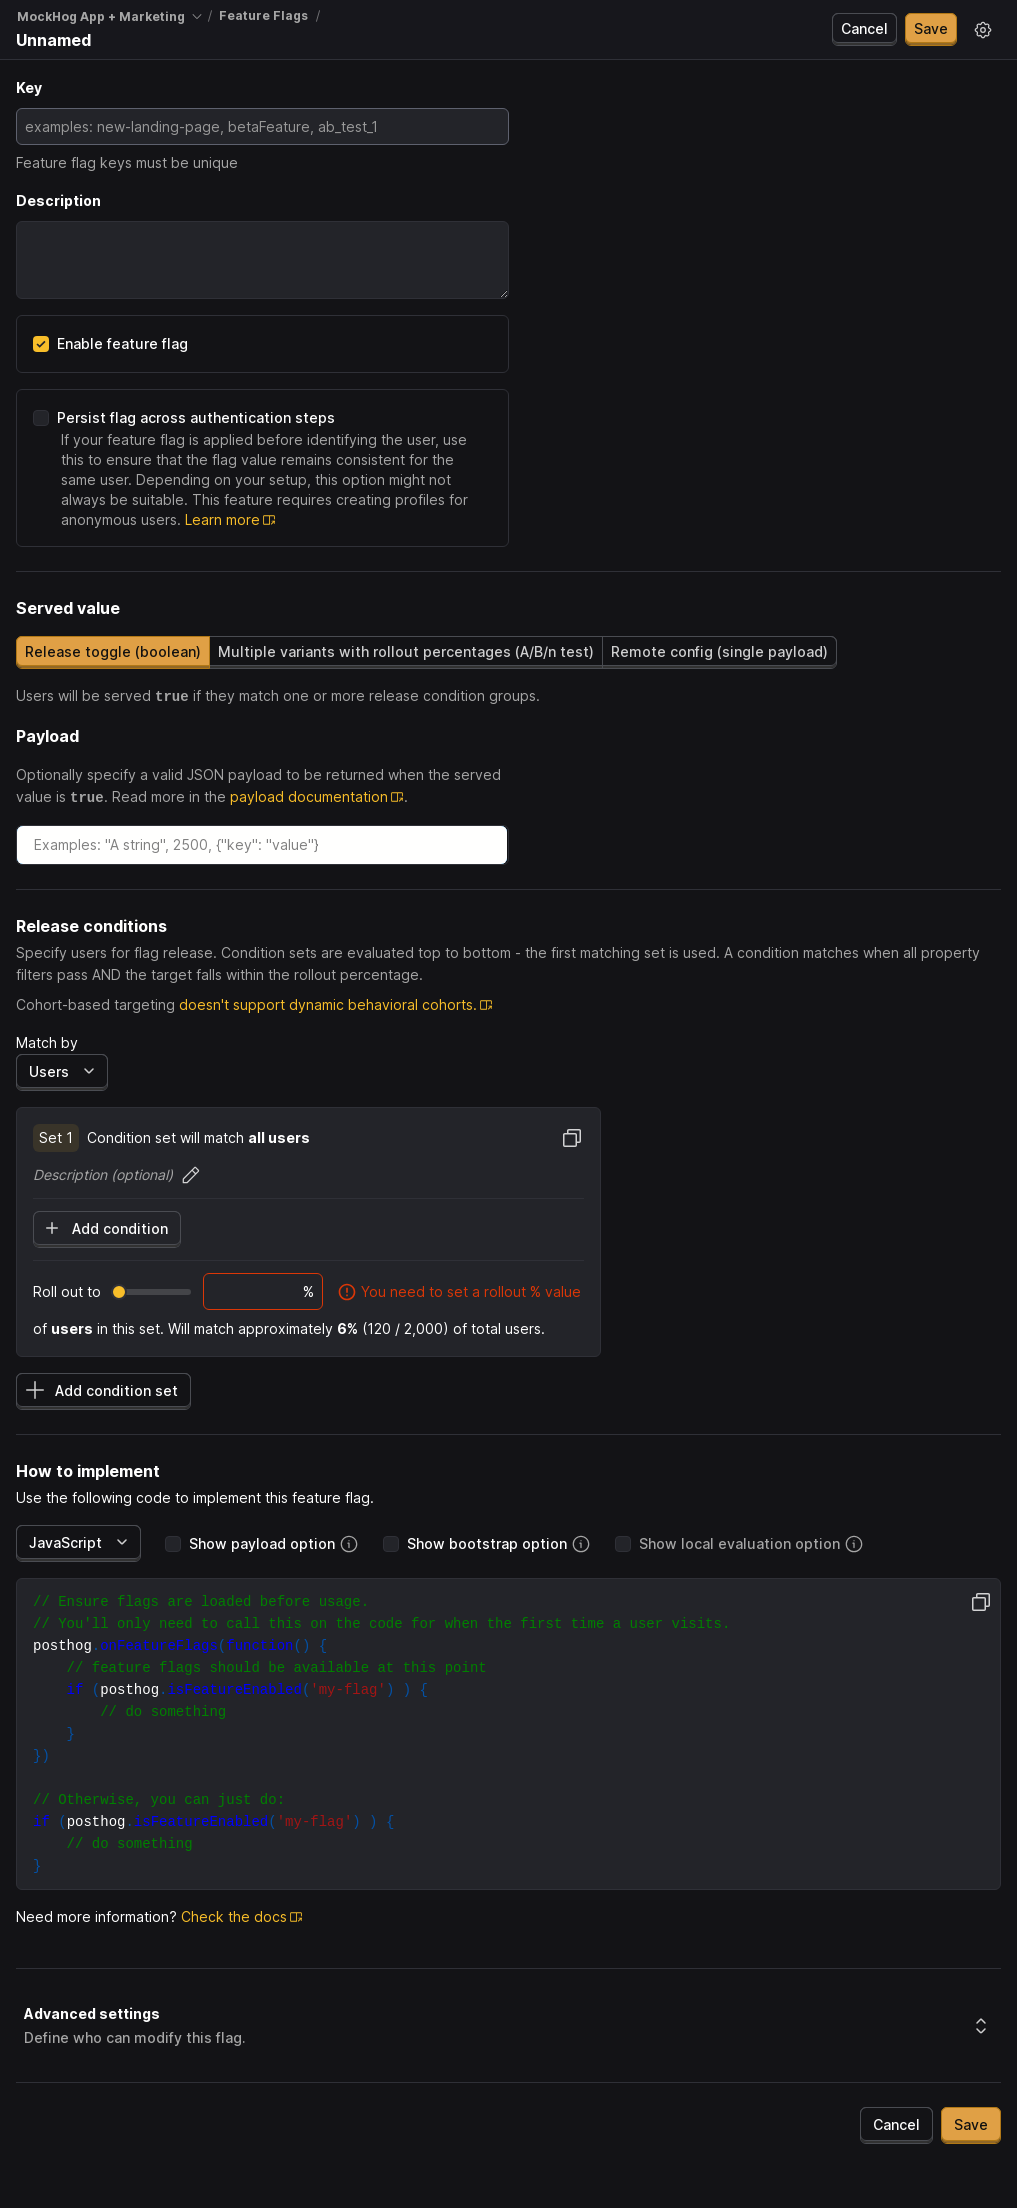 MockHog App + Marketing / Feature Flags /
Unnamed
Cancel
Save
Key
examples: new-landing-page, betaFeature, ab_test_1
Feature flag keys must be unique
Description
Enable feature flag
Persist flag across authentication steps
If your feature flag is applied before identifying the user, use
this to ensure that the flag value remains consistent for the
same user. Depending on your setup, this option might not
always be suitable. This feature requires creating profiles for
anonymous users. Learn more
Served value
Release toggle (boolean)
Multiple variants with rollout percentages (A/B/n test)
Remote config (single payload)
Users will be served true if they match one or more release condition groups.
Payload
Optionally specify a valid JSON payload to be returned when the served
value is true. Read more in the payload documentation.
Examples: "A string", 2500, {"key": "value"}
Release conditions
Specify users for flag release. Condition sets are evaluated top to bottom - the first matching set is used. A condition matches when all property
filters pass AND the target falls within the rollout percentage.
Cohort-based targeting doesn't support dynamic behavioral cohorts.
Match by
Users
Set 1 Condition set will match all users
Description (optional)
Add condition
Roll out to % You need to set a rollout % value
of users in this set. Will match approximately 6% (120 / 2,000) of total users.
Add condition set
How to implement
Use the following code to implement this feature flag.
JavaScript
Show payload option
Show bootstrap option
Show local evaluation option
// Ensure flags are loaded before usage.
// You'll only need to call this on the code for when the first time a user visits.
posthog.onFeatureFlags(function() {
    // feature flags should be available at this point
    if (posthog.isFeatureEnabled('my-flag') ) {
        // do something
    }
})
// Otherwise, you can just do:
if (posthog.isFeatureEnabled('my-flag') ) {
    // do something
}
Need more information? Check the docs
Advanced settings
Define who can modify this flag.
Cancel
Save